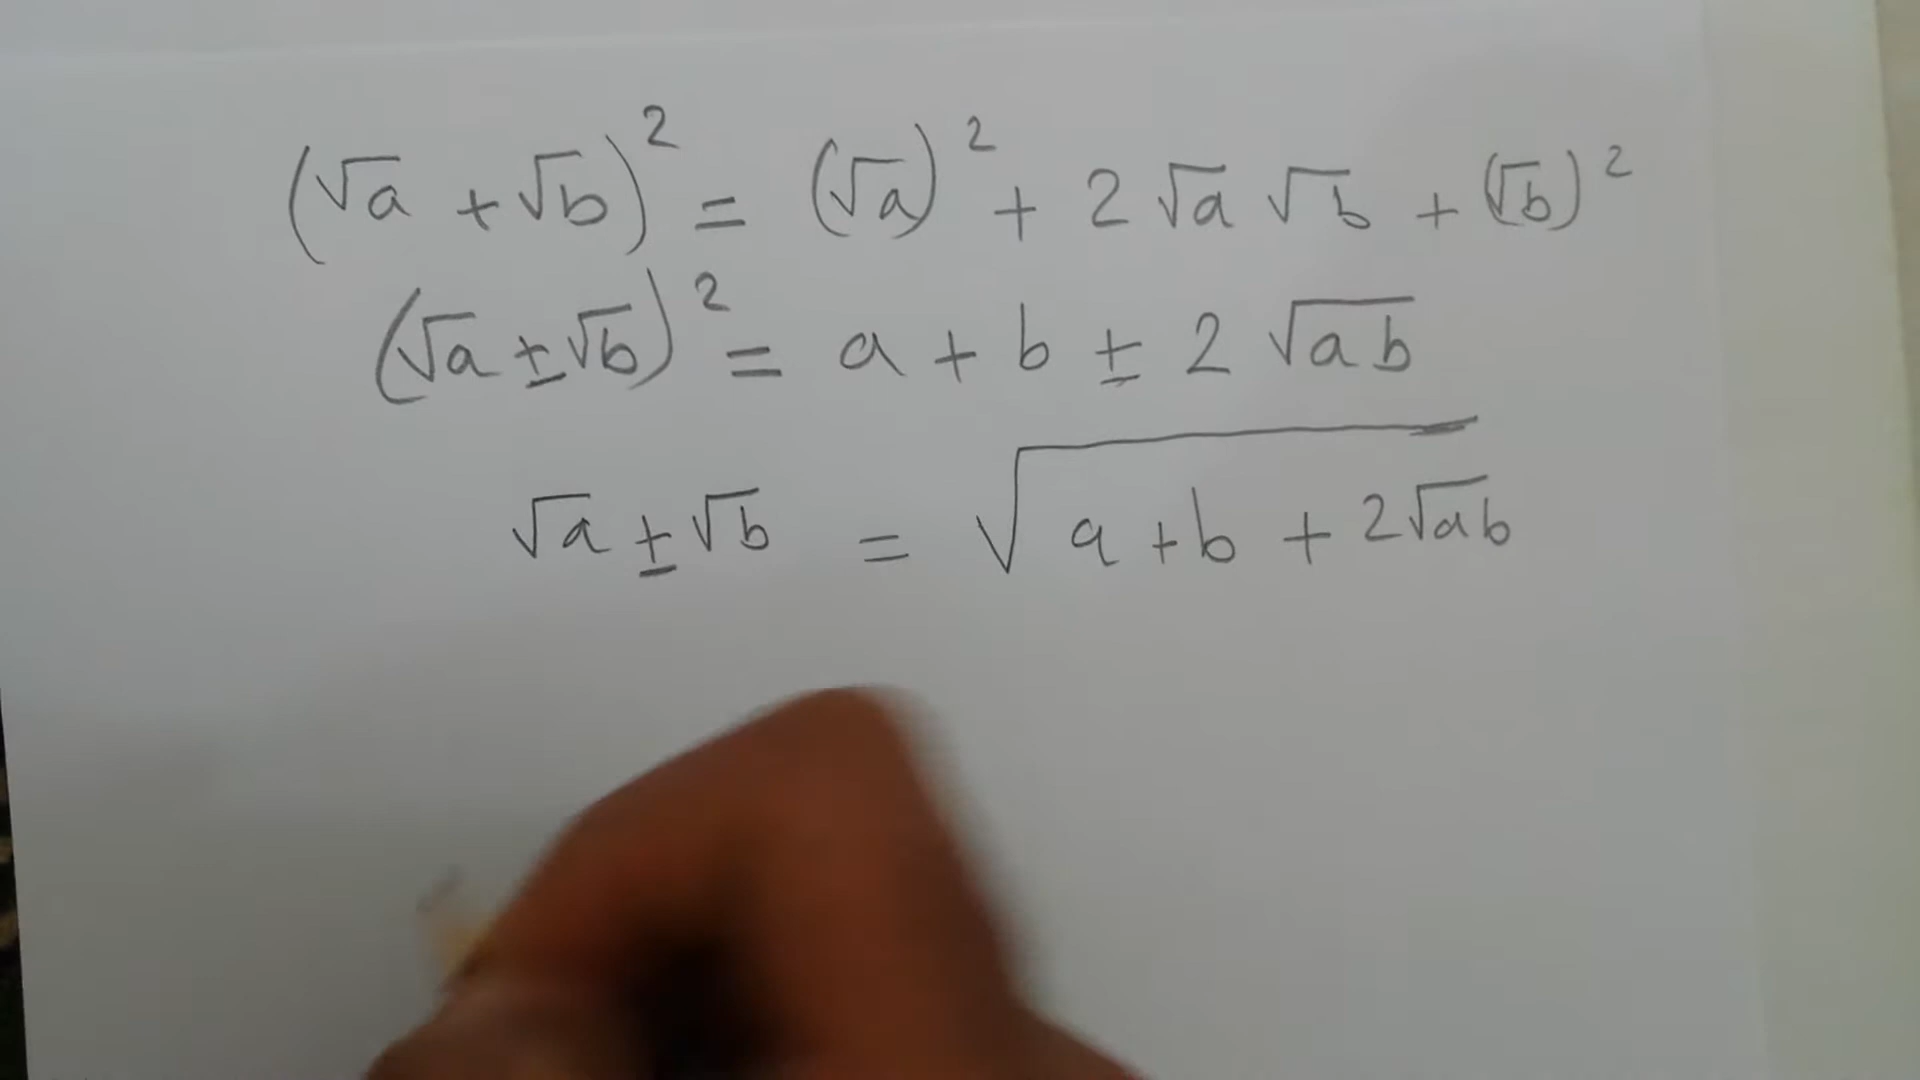 (√a + √b)² = (√a)² + 2 √a √b + (√b)²
(√a ± √b)² = a + b ± 2 √ab
√a ± √b = √(a + b + 2√ab)